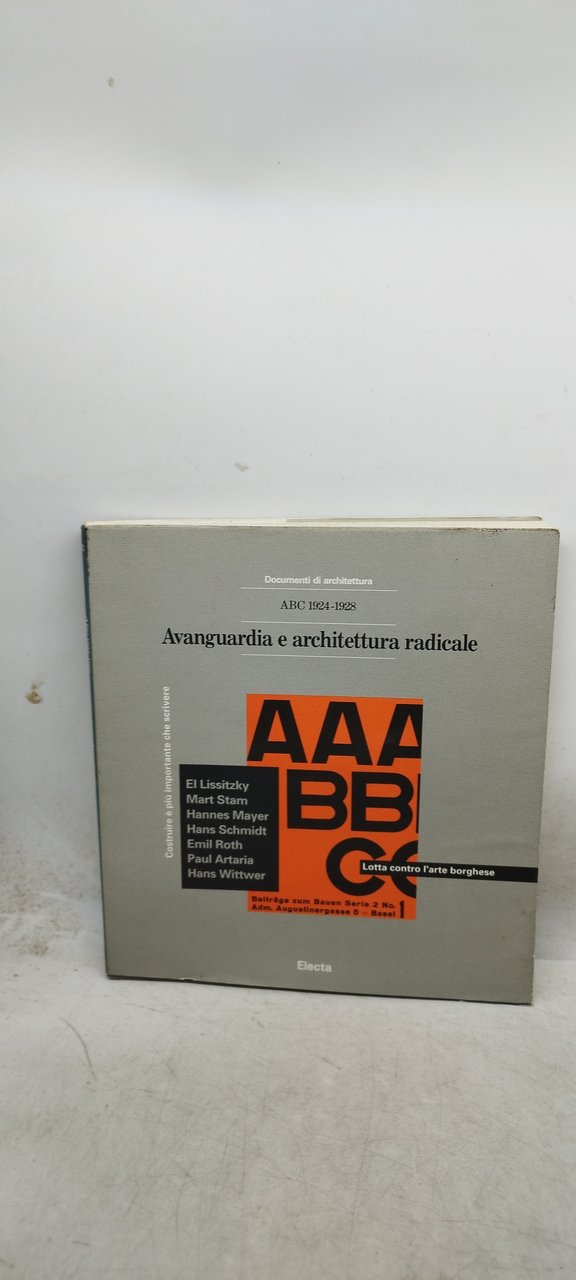 Documenti di architettura
ABC 1924-1928
Avanguardia e architettura radicale
Costruire è più importante che scrivere
AAA
BB
CC
El Lissitzky
Mart Stam
Hannes Mayer
Hans Schmidt
Emil Roth
Paul Artaria
Hans Wittwer
Lotta contro l'arte borghese
Beiträge zum Bauen Serie 2 No.
Adm. Augustinergasse 5 ÷ Basel 1
Electa